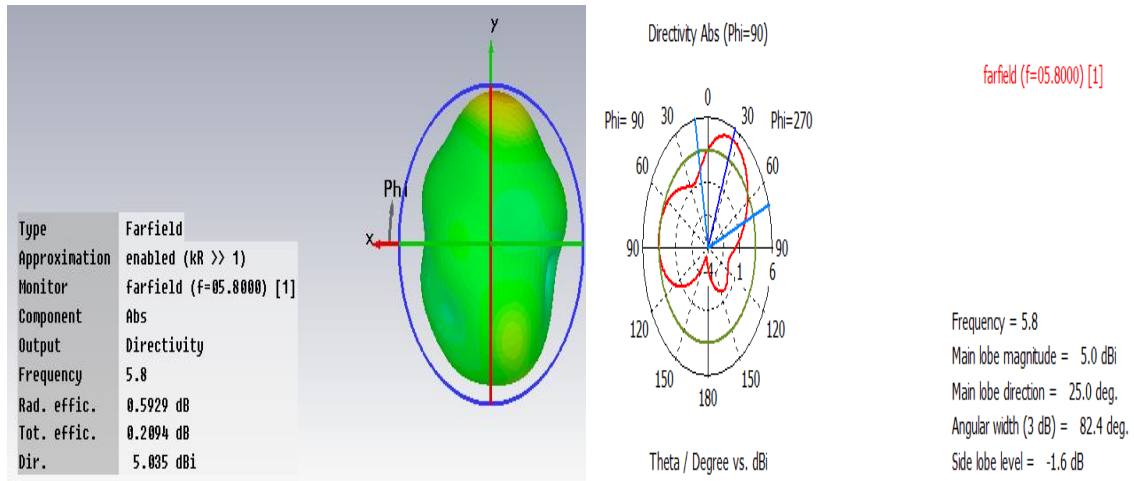 y
Phi
x
Type Farfield
Approximation enabled (kR >> 1)
Monitor farfield (f=05.8000) [1]
Component Abs
Output Directivity
Frequency 5.8
Rad. effic. 0.5929 dB
Tot. effic. 0.2094 dB
Dir. 5.035 dBi
Directivity Abs (Phi=90)
farfield (f=05.8000) [1]
0
Phi= 90 30 30 Phi=270
60 60
90 90
-4 1 6
120 120
150 150
180
Theta / Degree vs. dBi
Frequency = 5.8
Main lobe magnitude = 5.0 dBi
Main lobe direction = 25.0 deg.
Angular width (3 dB) = 82.4 deg.
Side lobe level = -1.6 dB